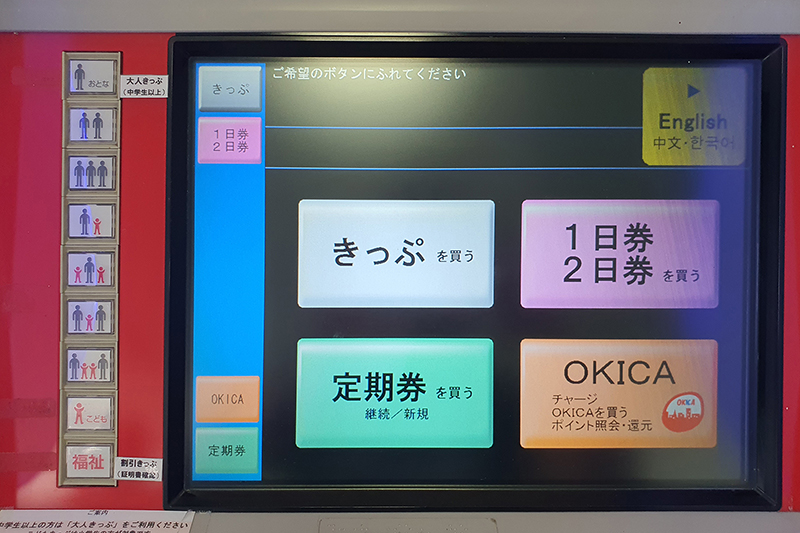 おとな
大人きっぷ
(中学生以上)
こども
福祉
割引きっぷ
(証明書確認)
ご希望のボタンにふれてください
きっぷ
1日券
2日券
OKICA
定期券
English
中文・한국어
きっぷを買う
1日券
2日券を買う
定期券を買う
継続/新規
OKICA
チャージ
OKICAを買う
ポイント照会・還元
OKICA
ご案内
中学生以上の方は「大人きっぷ」をご利用ください